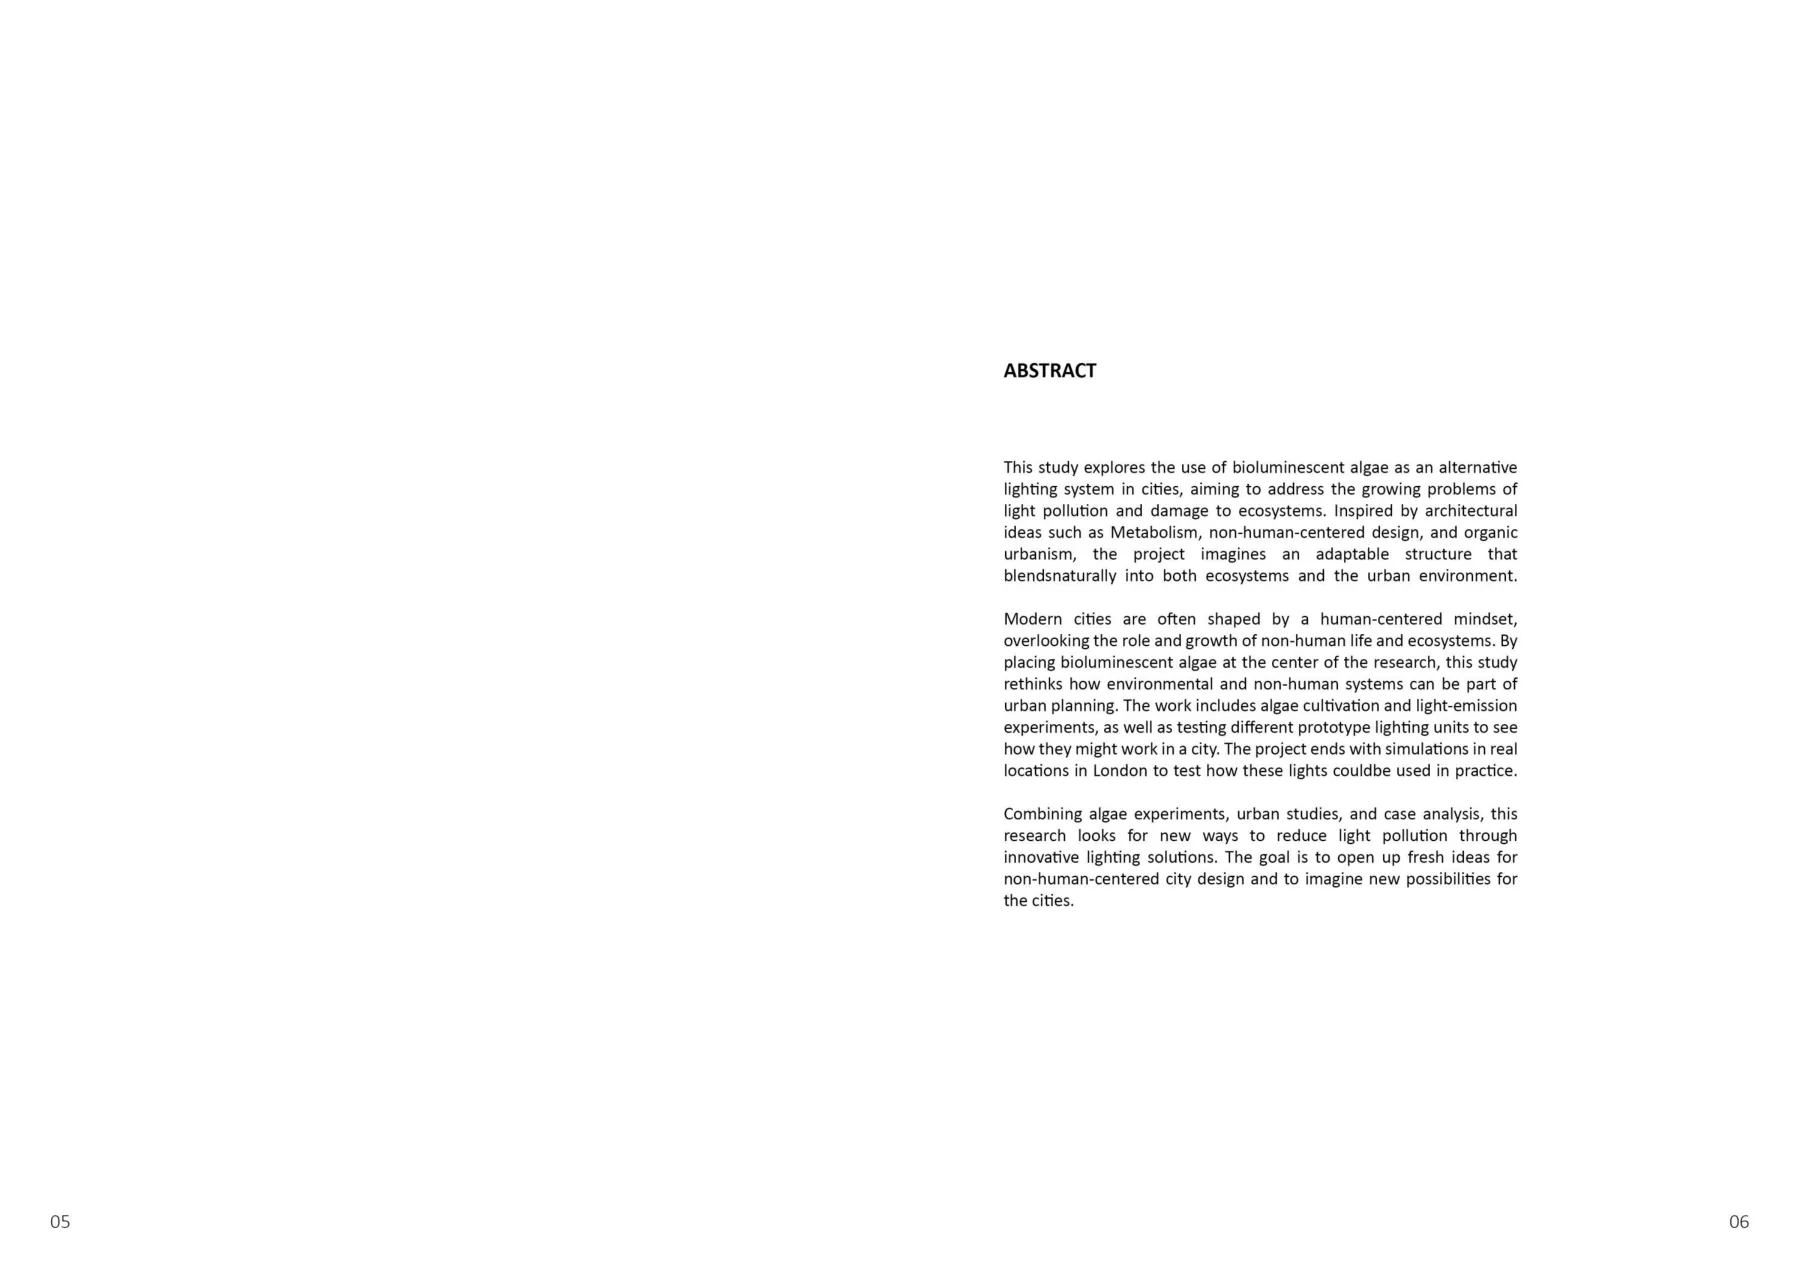 ABSTRACT
This study explores the use of bioluminescent algae as an alternative
lighting system in cities, aiming to address the growing problems of
light pollution and damage to ecosystems. Inspired by architectural
ideas such as Metabolism, non-human-centered design, and organic
urbanism, the project imagines an adaptable structure that
blendsnaturally into both ecosystems and the urban environment.
Modern cities are often shaped by a human-centered mindset,
overlooking the role and growth of non-human life and ecosystems. By
placing bioluminescent algae at the center of the research, this study
rethinks how environmental and non-human systems can be part of
urban planning. The work includes algae cultivation and light-emission
experiments, as well as testing different prototype lighting units to see
how they might work in a city. The project ends with simulations in real
locations in London to test how these lights couldbe used in practice.
Combining algae experiments, urban studies, and case analysis, this
research looks for new ways to reduce light pollution through
innovative lighting solutions. The goal is to open up fresh ideas for
non-human-centered city design and to imagine new possibilities for
the cities.
05
06